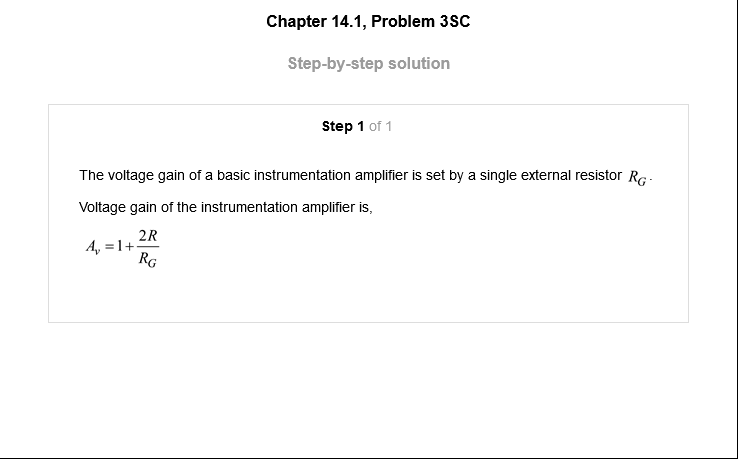 Chapter 14.1, Problem 3SC
Step-by-step solution
Step 1 of 1
The voltage gain of a basic instrumentation amplifier is set by a single external resistor R_G.
Voltage gain of the instrumentation amplifier is,
A_v = 1 + 2R/R_G